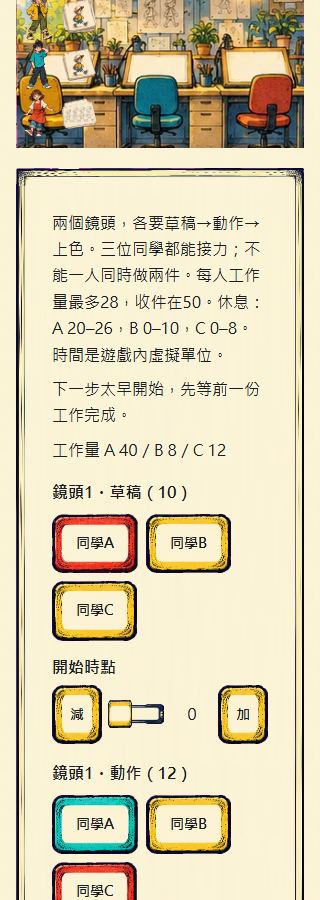 兩個鏡頭，各要草稿→動作→
上色。三位同學都能接力；不
能一人同時做兩件。每人工作
量最多28，收件在50。休息：
A 20–26，B 0–10，C 0–8。
時間是遊戲內虛擬單位。
下一步太早開始，先等前一份
工作完成。
工作量 A 40 / B 8 / C 12
鏡頭1・草稿（10）
同學A 同學B
同學C
開始時點
減 0 加
鏡頭1・動作（12）
同學A 同學B
同學C